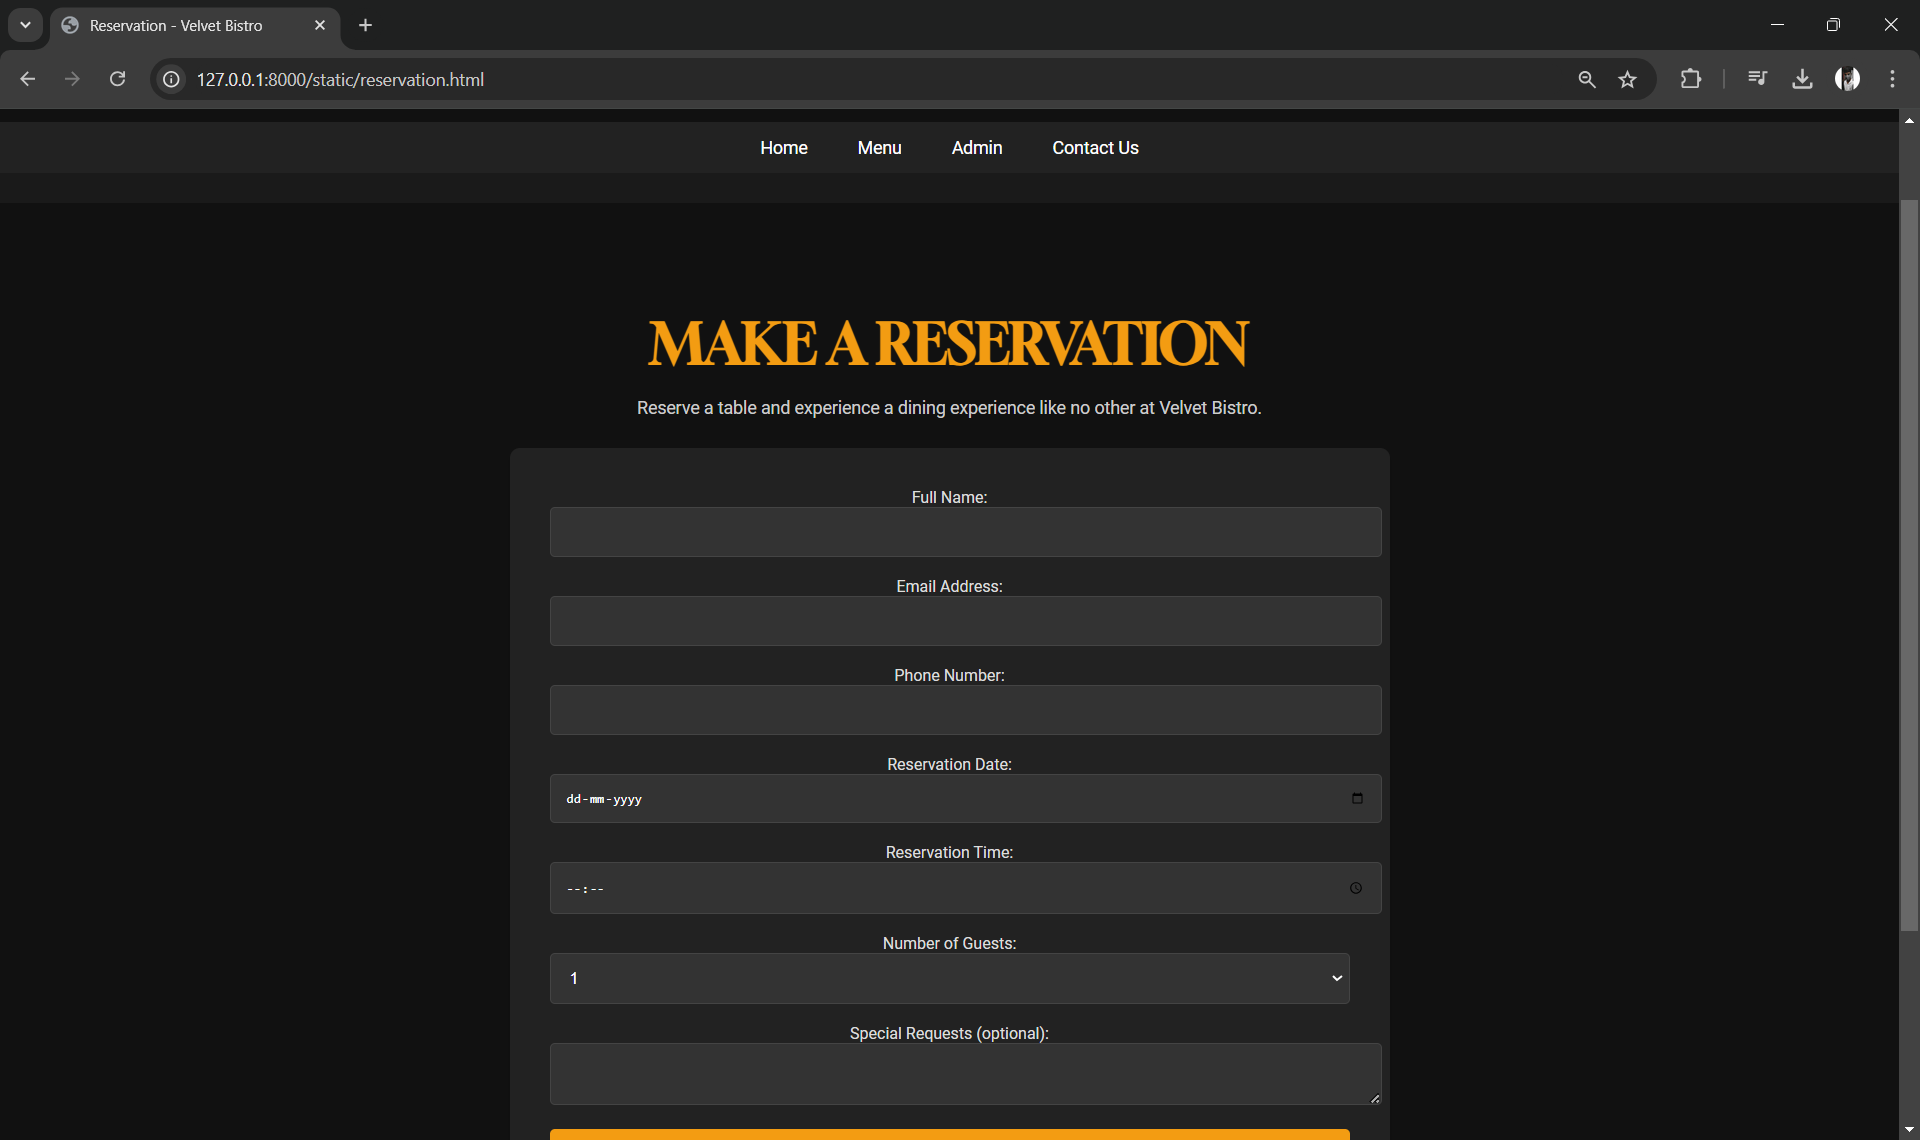 Reservation - Velvet Bistro
127.0.0.1:8000/static/reservation.html
Home Menu Admin Contact Us
MAKE A RESERVATION
Reserve a table and experience a dining experience like no other at Velvet Bistro.
Full Name:
Email Address:
Phone Number:
Reservation Date:
dd-mm-yyyy
Reservation Time:
--:--
Number of Guests:
1
Special Requests (optional):